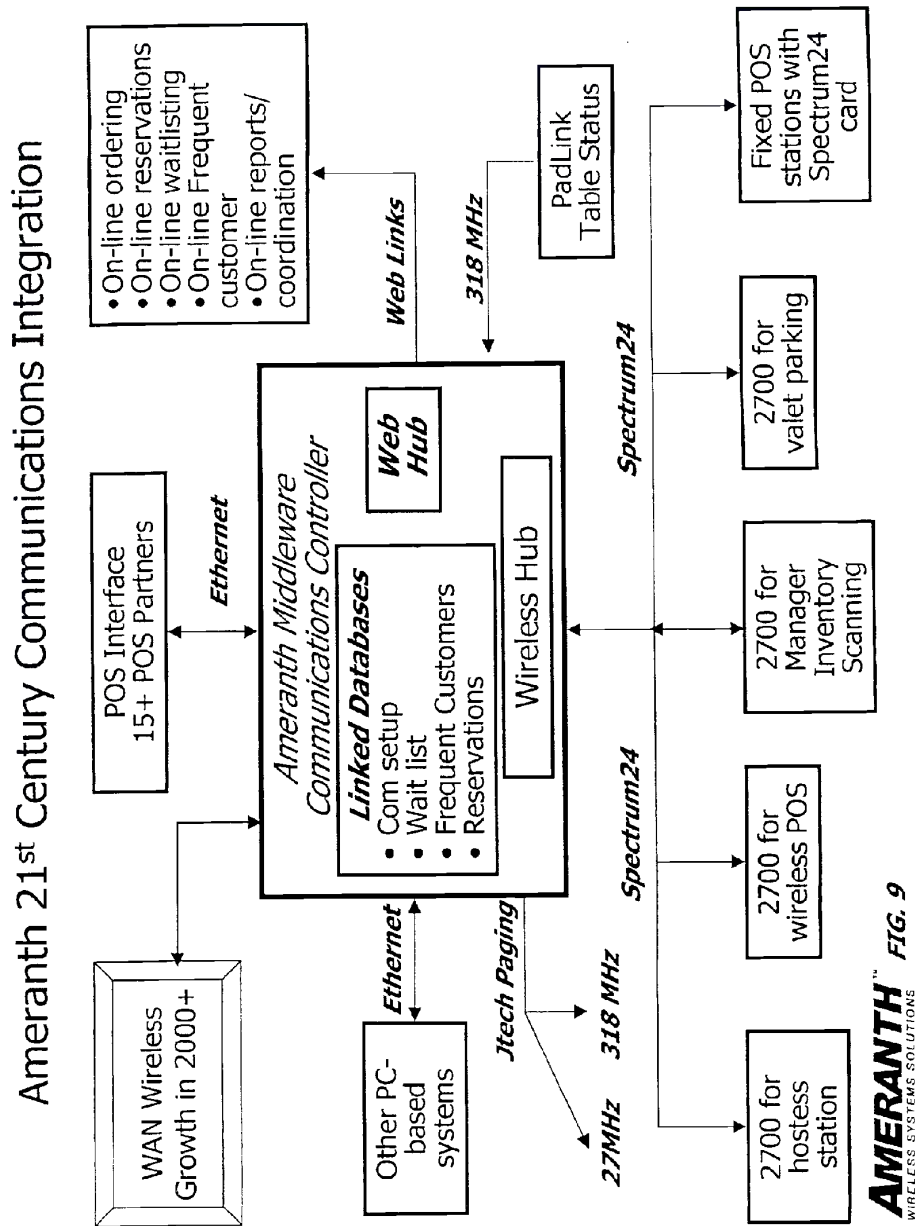 Ameranth 21st Century Communications Integration
WAN Wireless
Growth in 2000+
POS Interface
15+ POS Partners
• On-line ordering
• On-line reservations
• On-line waitlisting
• On-line Frequent
customer
• On-line reports/
coordination
Ethernet
Web Links
Other PC-
based
systems
Ethernet
Ameranth Middleware
Communications Controller
Linked Databases
• Com setup
• Wait list
• Frequent Customers
• Reservations
Web
Hub
Wireless Hub
318 MHz
PadLink
Table Status
Jtech Paging
27MHz
318 MHz
Spectrum24
Spectrum24
2700 for
hostess
station
2700 for
wireless POS
2700 for
Manager
Inventory
Scanning
2700 for
valet parking
Fixed POS
stations with
Spectrum24
card
AMERANTH™
WIRELESS SYSTEMS SOLUTIONS
FIG. 9